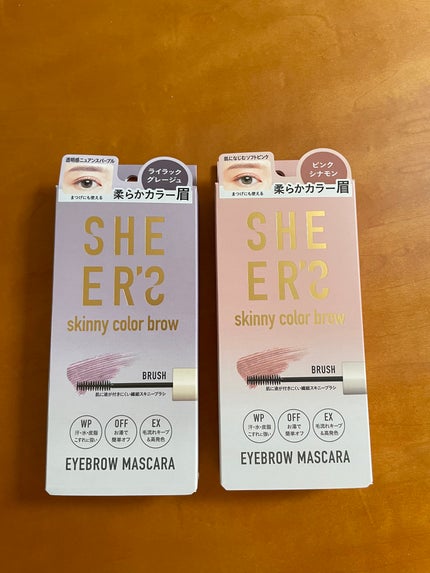 透明感ニュアンスパープル
ライラック
グレージュ
まつげにも使える
柔らかカラー眉
SHE
ER'S
skinny color brow
BRUSH
肌に液が付きにくい繊細スキニーブラシ
WP
汗・水・皮脂
こすれに強い
OFF
お湯で
簡単オフ
EX
毛流れキープ
&高発色
EYEBROW MASCARA
肌になじむソフトピンク
ピンク
シナモン
まつげにも使える
柔らかカラー眉
SHE
ER'S
skinny color brow
BRUSH
肌に液が付きにくい繊細スキニーブラシ
WP
汗・水・皮脂
こすれに強い
OFF
お湯で
簡単オフ
EX
毛流れキープ
&高発色
EYEBROW MASCARA